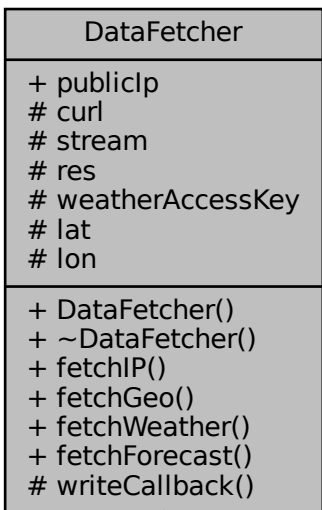 DataFetcher
+ publicIp
# curl
# stream
# res
# weatherAccessKey
# lat
# lon
+ DataFetcher()
+ ~DataFetcher()
+ fetchIP()
+ fetchGeo()
+ fetchWeather()
+ fetchForecast()
# writeCallback()